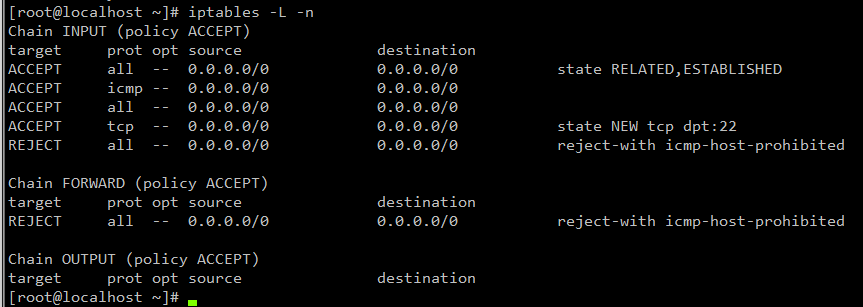 [root@localhost ~]# iptables -L -n
Chain INPUT (policy ACCEPT)
target     prot opt source               destination
ACCEPT     all  --  0.0.0.0/0            0.0.0.0/0           state RELATED,ESTABLISHED
ACCEPT     icmp --  0.0.0.0/0            0.0.0.0/0
ACCEPT     all  --  0.0.0.0/0            0.0.0.0/0
ACCEPT     tcp  --  0.0.0.0/0            0.0.0.0/0           state NEW tcp dpt:22
REJECT     all  --  0.0.0.0/0            0.0.0.0/0           reject-with icmp-host-prohibited

Chain FORWARD (policy ACCEPT)
target     prot opt source               destination
REJECT     all  --  0.0.0.0/0            0.0.0.0/0           reject-with icmp-host-prohibited

Chain OUTPUT (policy ACCEPT)
target     prot opt source               destination
[root@localhost ~]#